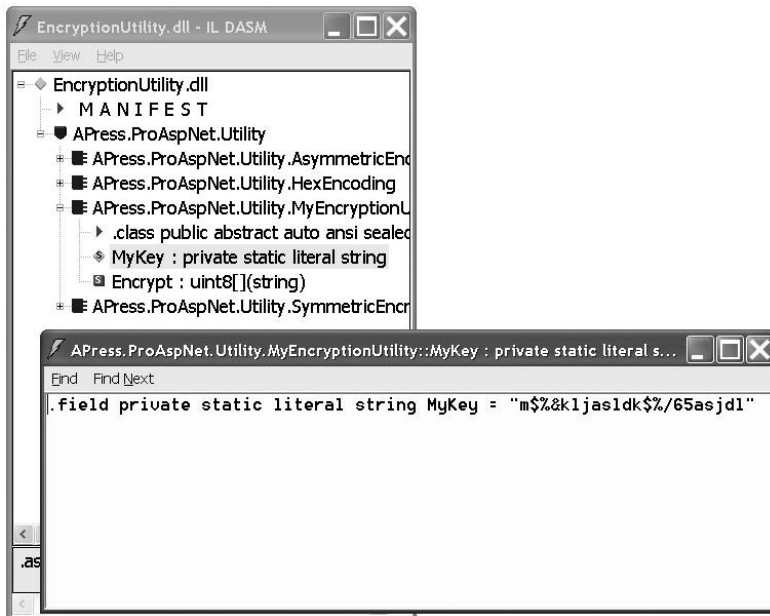 EncryptionUtility.dll - IL DASM
File View Help
EncryptionUtility.dll
M A N I F E S T
APress.ProAspNet.Utility
APress.ProAspNet.Utility.AsymmetricEnc
APress.ProAspNet.Utility.HexEncoding
APress.ProAspNet.Utility.MyEncryptionU
.class public abstract auto ansi sealed
MyKey : private static literal string
Encrypt : uint8[](string)
APress.ProAspNet.Utility.SymmetricEncr
APress.ProAspNet.Utility.MyEncryptionUtility::MyKey : private static literal s...
Find Find Next
.field private static literal string MyKey = "m$%&kljasldk$%/65asjdl"
.as